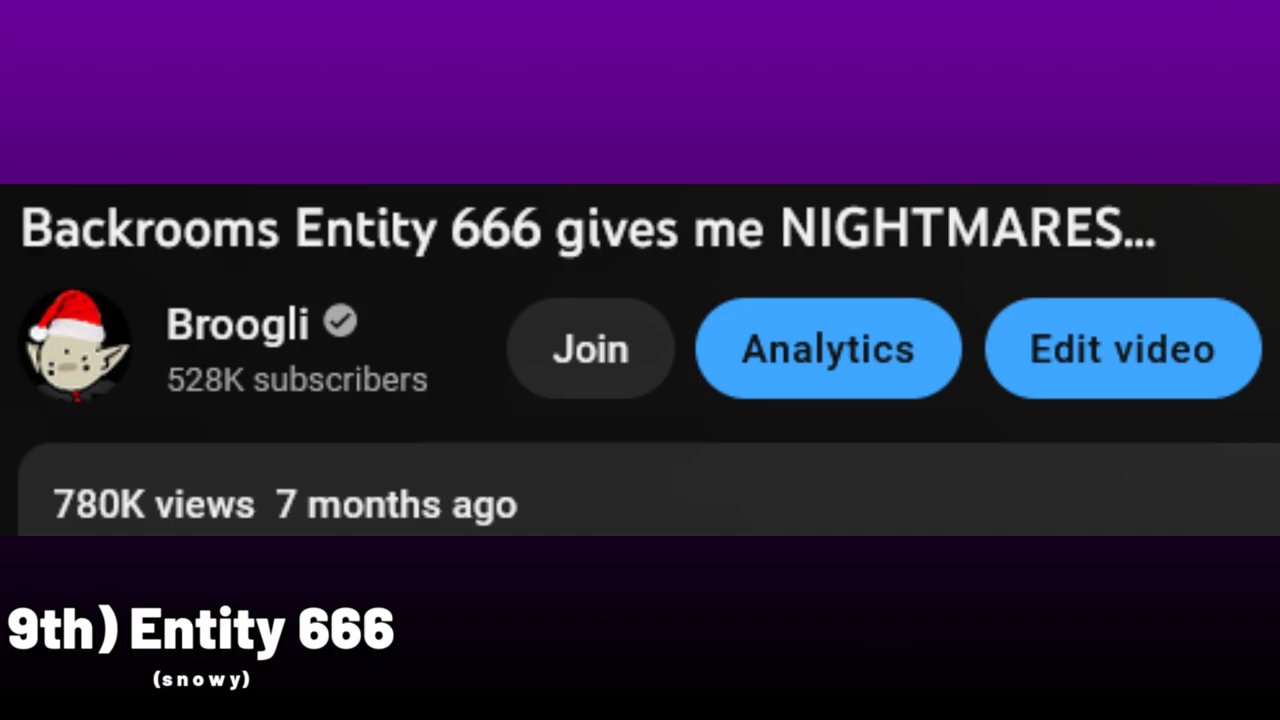 Backrooms Entity 666 gives me NIGHTMARES...
Broogli
528K subscribers
Join
Analytics
Edit video
780K views 7 months ago
9th) Entity 666
(snowy)